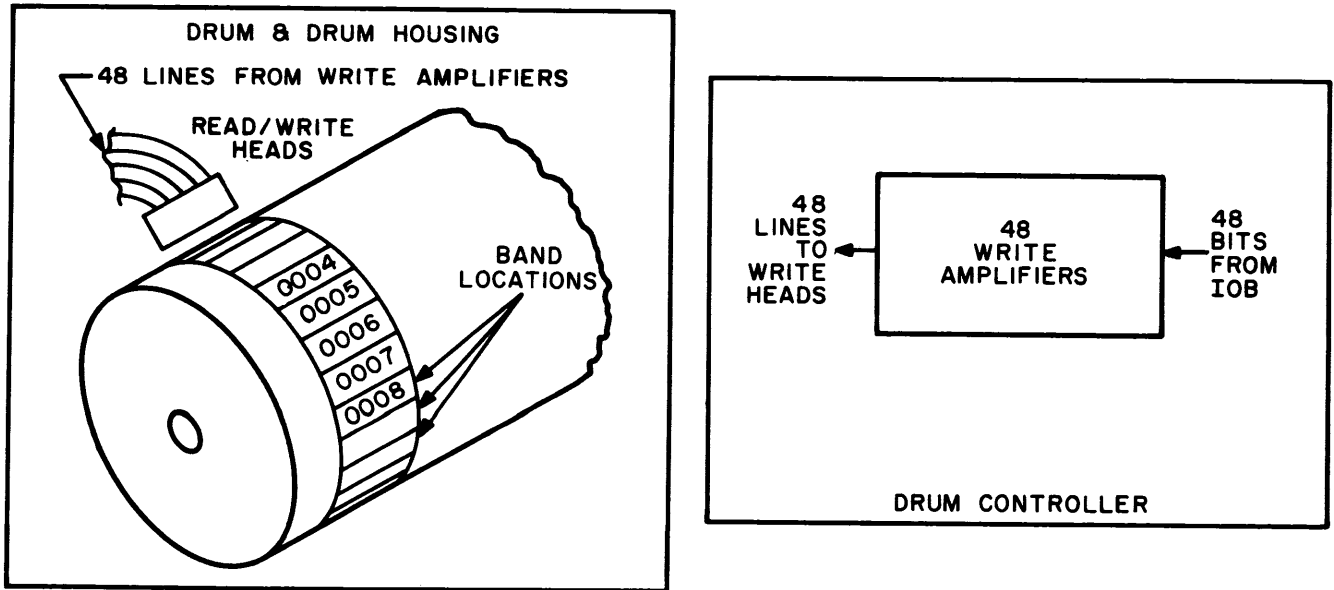 DRUM & DRUM HOUSING
48 LINES FROM WRITE AMPLIFIERS
READ/WRITE
HEADS
BAND
LOCATIONS
0004
0005
0006
0007
0008
48
LINES
TO
WRITE
HEADS
48
WRITE
AMPLIFIERS
48
BITS
FROM
IOB
DRUM CONTROLLER